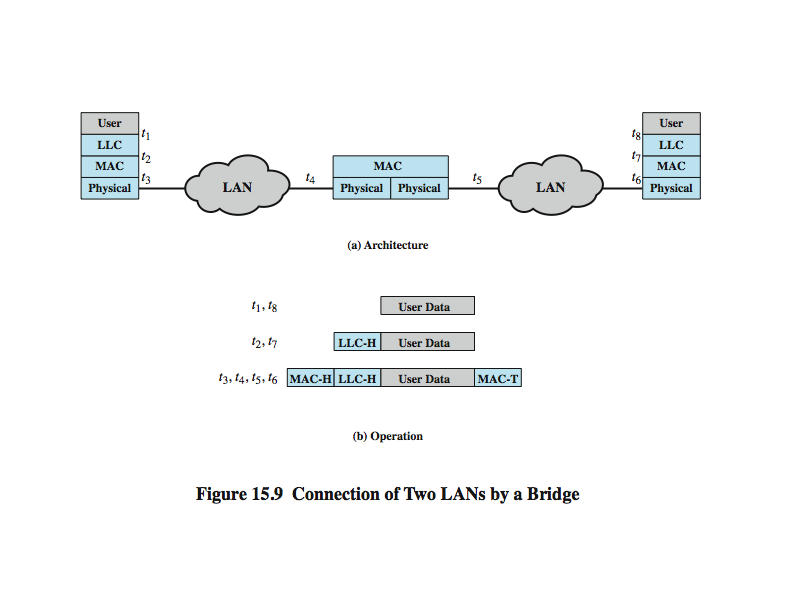 User
LLC
MAC
Physical
t1
t2
t3
LAN
t4
MAC
Physical Physical
t5
LAN
t8
t7
t6
User
LLC
MAC
Physical
(a) Architecture
t1, t8 User Data
t2, t7 LLC-H User Data
t3, t4, t5, t6 MAC-H LLC-H User Data MAC-T
(b) Operation
Figure 15.9 Connection of Two LANs by a Bridge